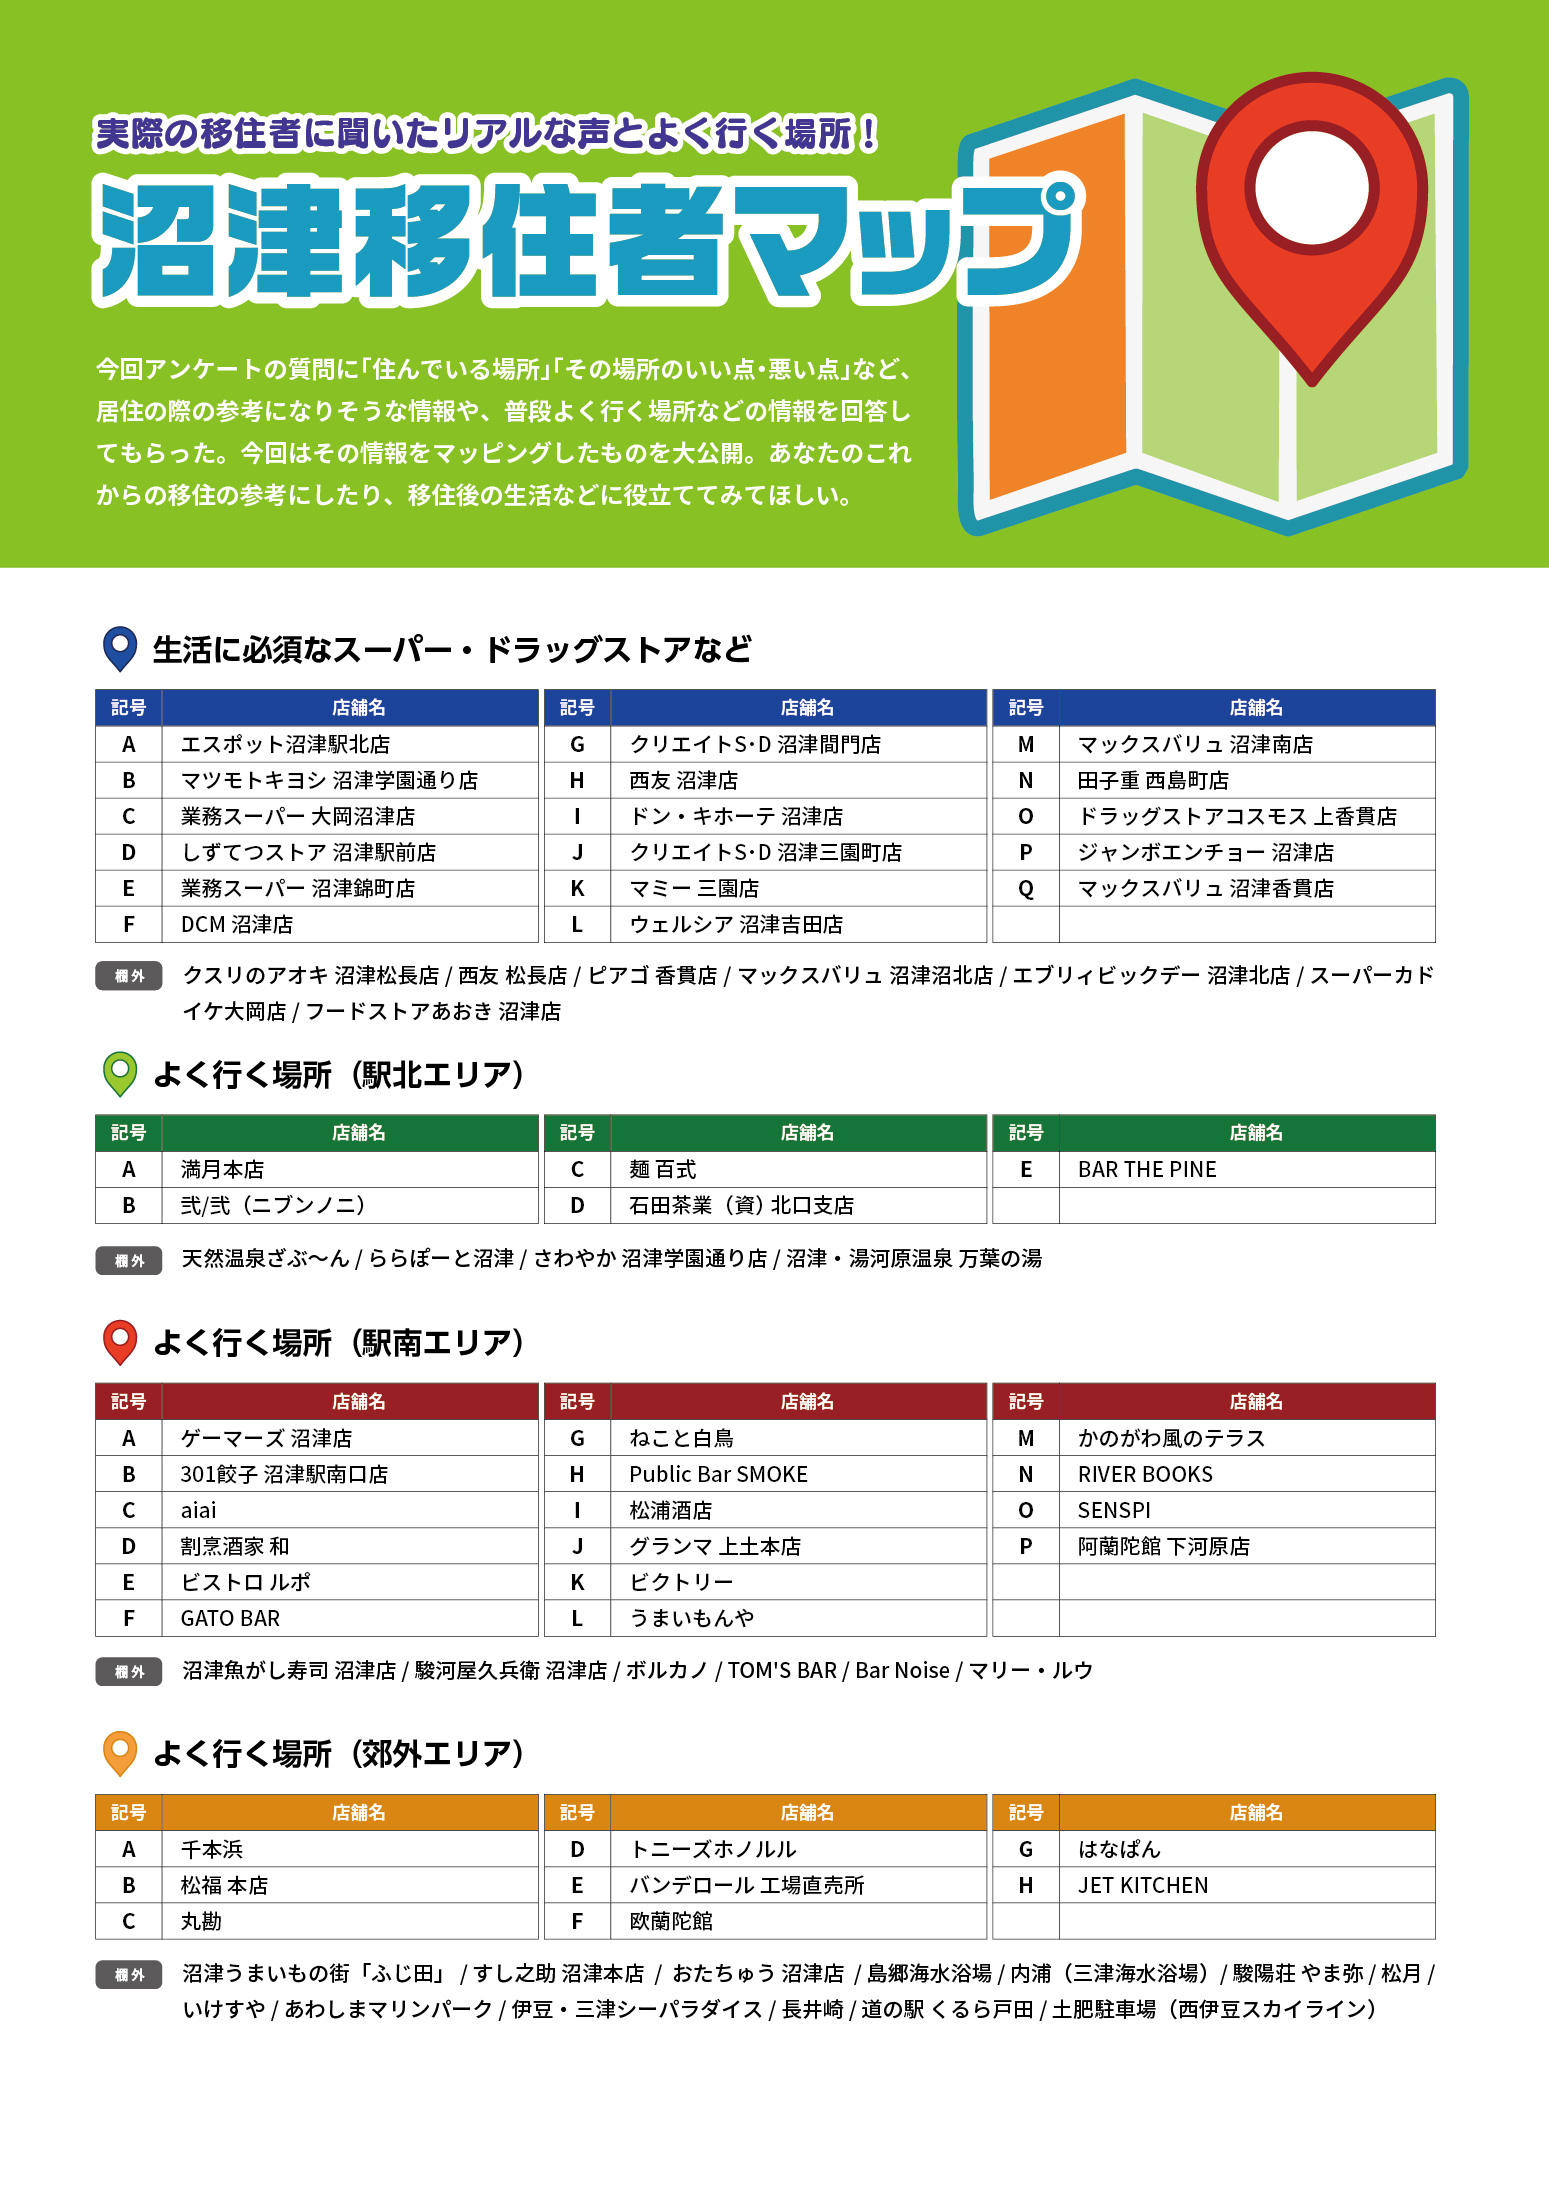 実際の移住者に聞いたリアルな声とよく行く場所！
沼津移住者マップ
今回アンケートの質問に「住んでいる場所」「その場所のいい点・悪い点」など、
居住の際の参考になりそうな情報や、普段よく行く場所などの情報を回答し
てもらった。今回はその情報をマッピングしたものを大公開。あなたのこれ
からの移住の参考にしたり、移住後の生活などに役立ててみてほしい。
生活に必須なスーパー・ドラッグストアなど
記号 店舗名 記号 店舗名 記号 店舗名
A エスポット沼津駅北店 G クリエイトS・D 沼津間門店 M マックスバリュ 沼津南店
B マツモトキヨシ 沼津学園通り店 H 西友 沼津店 N 田子重 西島町店
C 業務スーパー 大岡沼津店 I ドン・キホーテ 沼津店 O ドラッグストアコスモス 上香貫店
D しずてつストア 沼津駅前店 J クリエイトS・D 沼津三園町店 P ジャンボエンチョー 沼津店
E 業務スーパー 沼津錦町店 K マミー 三園店 Q マックスバリュ 沼津香貫店
F DCM 沼津店 L ウェルシア 沼津吉田店
欄外 クスリのアオキ 沼津松長店 / 西友 松長店 / ピアゴ 香貫店 / マックスバリュ 沼津沼北店 / エブリィビックデー 沼津北店 / スーパーカド
イケ大岡店 / フードストアあおき 沼津店
よく行く場所（駅北エリア）
記号 店舗名 記号 店舗名 記号 店舗名
A 満月本店 C 麺 百式 E BAR THE PINE
B 弐/弐（ニブンノニ） D 石田茶業（資）北口支店
欄外 天然温泉ざぶ〜ん / ららぽーと沼津 / さわやか 沼津学園通り店 / 沼津・湯河原温泉 万葉の湯
よく行く場所（駅南エリア）
記号 店舗名 記号 店舗名 記号 店舗名
A ゲーマーズ 沼津店 G ねこと白鳥 M かのがわ風のテラス
B 301餃子 沼津駅南口店 H Public Bar SMOKE N RIVER BOOKS
C aiai I 松浦酒店 O SENSPI
D 割烹酒家 和 J グランマ 上土本店 P 阿蘭陀館 下河原店
E ビストロ ルポ K ビクトリー
F GATO BAR L うまいもんや
欄外 沼津魚がし寿司 沼津店 / 駿河屋久兵衛 沼津店 / ボルカノ / TOM'S BAR / Bar Noise / マリー・ルウ
よく行く場所（郊外エリア）
記号 店舗名 記号 店舗名 記号 店舗名
A 千本浜 D トニーズホノルル G はなぱん
B 松福 本店 E バンデロール 工場直売所 H JET KITCHEN
C 丸勘 F 欧蘭陀館
欄外 沼津うまいもの街「ふじ田」 / すし之助 沼津本店 / おたちゅう 沼津店 / 島郷海水浴場 / 内浦（三津海水浴場）/ 駿陽荘 やま弥 / 松月 /
いけすや / あわしまマリンパーク / 伊豆・三津シーパラダイス / 長井崎 / 道の駅 くるら戸田 / 土肥駐車場（西伊豆スカイライン）